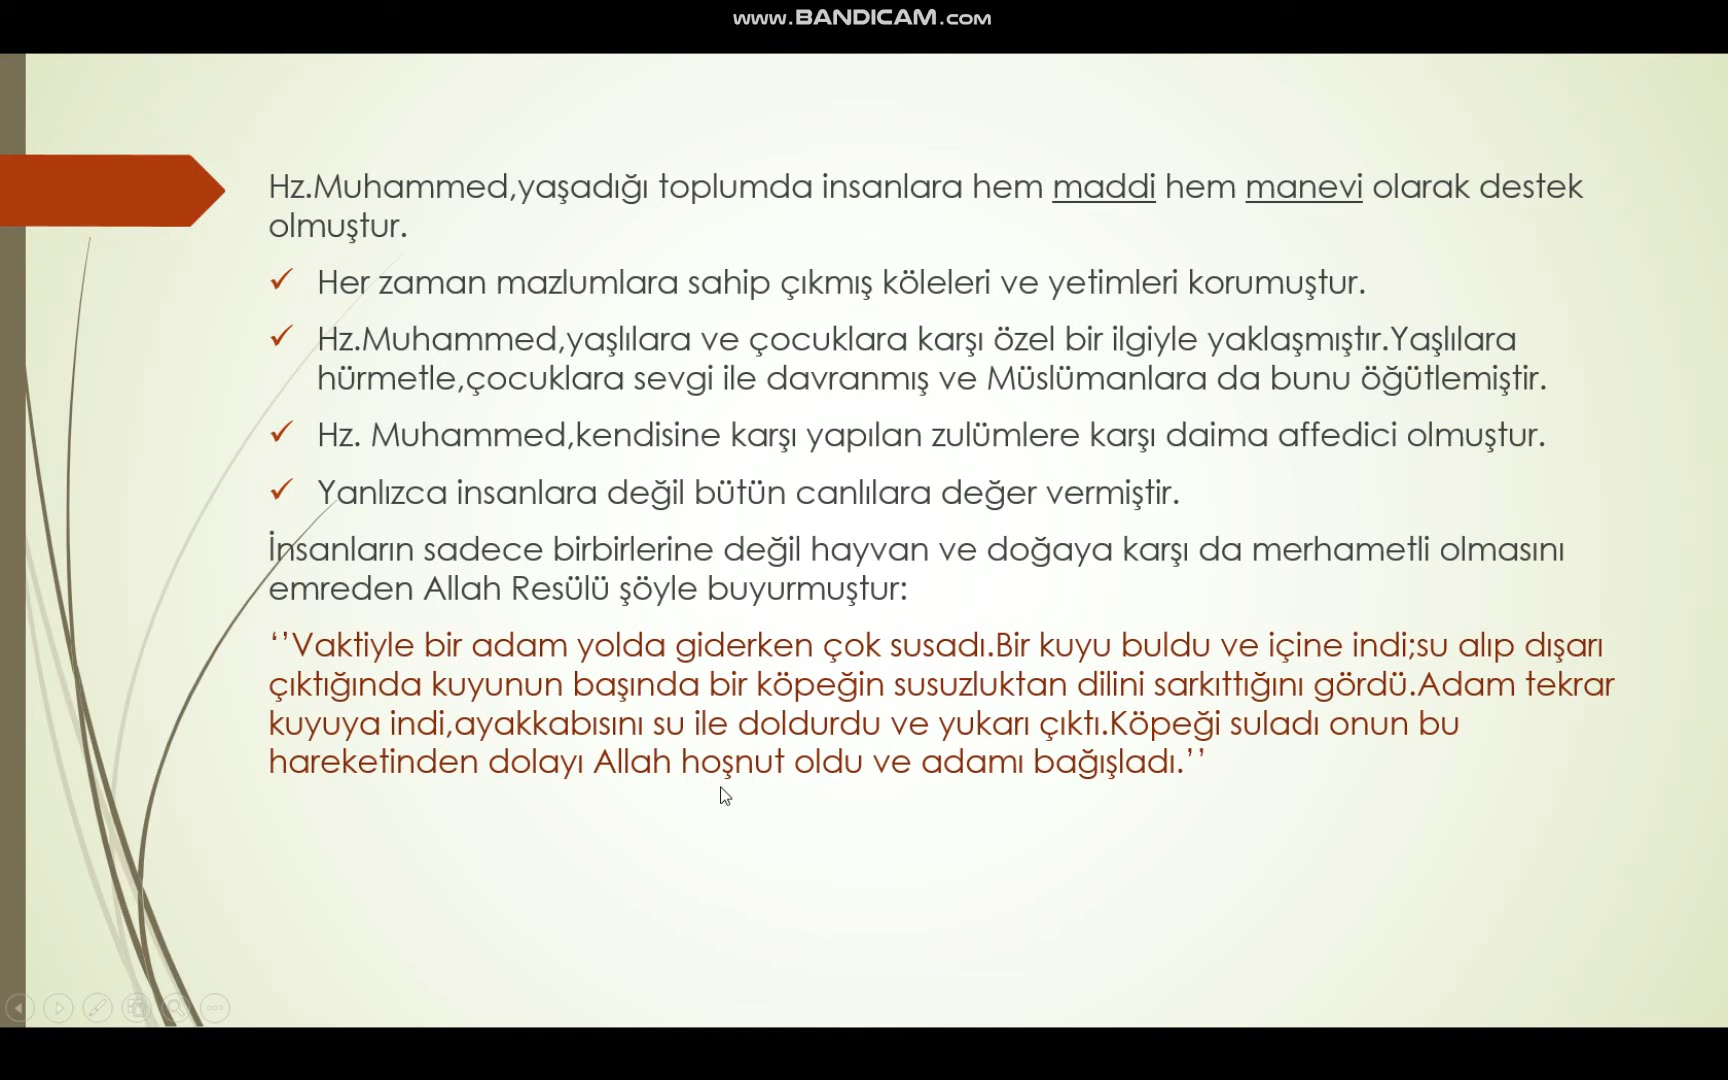 www.BANDICAM.com
Hz.Muhammed,yaşadığı toplumda insanlara hem maddi hem manevi olarak destek
olmuştur.
✓ Her zaman mazlumlara sahip çıkmış köleleri ve yetimleri korumuştur.
✓ Hz.Muhammed,yaşlılara ve çocuklara karşı özel bir ilgiyle yaklaşmıştır.Yaşlılara
hürmetle,çocuklara sevgi ile davranmış ve Müslümanlara da bunu öğütlemiştir.
✓ Hz. Muhammed,kendisine karşı yapılan zulümlere karşı daima affedici olmuştur.
✓ Yanlızca insanlara değil bütün canlılara değer vermiştir.
İnsanların sadece birbirlerine değil hayvan ve doğaya karşı da merhametli olmasını
emreden Allah Resülü şöyle buyurmuştur:
‘’Vaktiyle bir adam yolda giderken çok susadı.Bir kuyu buldu ve içine indi;su alıp dışarı
çıktığında kuyunun başında bir köpeğin susuzluktan dilini sarkıttığını gördü.Adam tekrar
kuyuya indi,ayakkabısını su ile doldurdu ve yukarı çıktı.Köpeği suladı onun bu
hareketinden dolayı Allah hoşnut oldu ve adamı bağışladı.’’